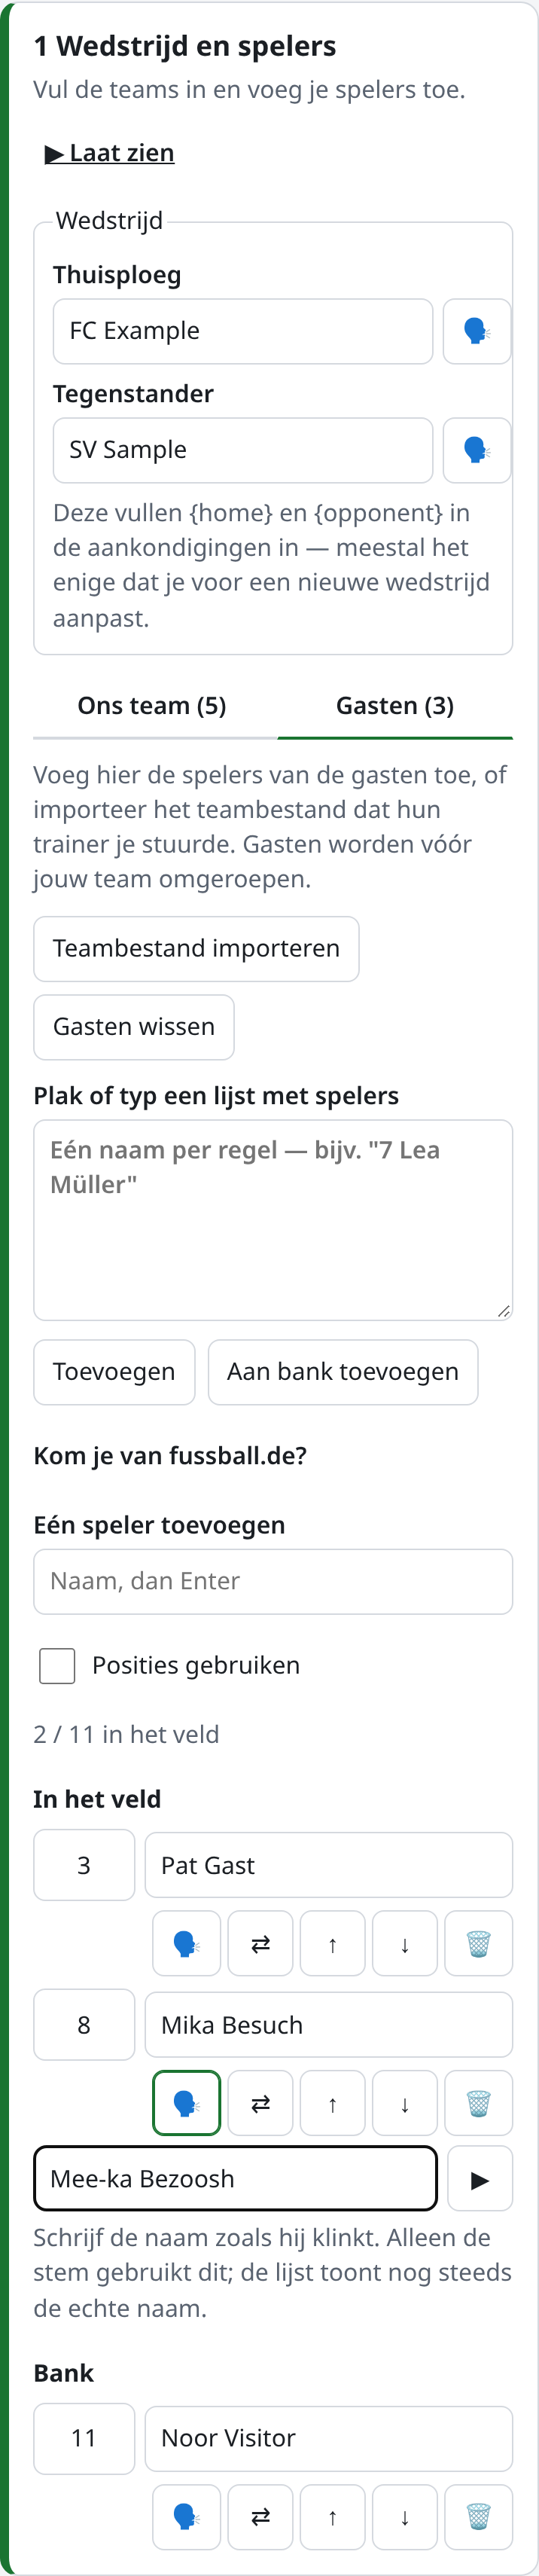 1 Wedstrijd en spelers
Vul de teams in en voeg je spelers toe.
▶ Laat zien
Wedstrijd
Thuisploeg
FC Example
Tegenstander
SV Sample
Deze vullen {home} en {opponent} in
de aankondigingen in — meestal het
enige dat je voor een nieuwe wedstrijd
aanpast.
Ons team (5)
Gasten (3)
Voeg hier de spelers van de gasten toe, of
importeer het teambestand dat hun
trainer je stuurde. Gasten worden vóór
jouw team omgeroepen.
Teambestand importeren
Gasten wissen
Plak of typ een lijst met spelers
Eén naam per regel — bijv. "7 Lea
Müller"
Toevoegen
Aan bank toevoegen
Kom je van fussball.de?
Eén speler toevoegen
Naam, dan Enter
Posities gebruiken
2 / 11 in het veld
In het veld
3
Pat Gast
⇄ ↑ ↓
8
Mika Besuch
⇄ ↑ ↓
Mee-ka Bezoosh
▶
Schrijf de naam zoals hij klinkt. Alleen de
stem gebruikt dit; de lijst toont nog steeds
de echte naam.
Bank
11
Noor Visitor
⇄ ↑ ↓